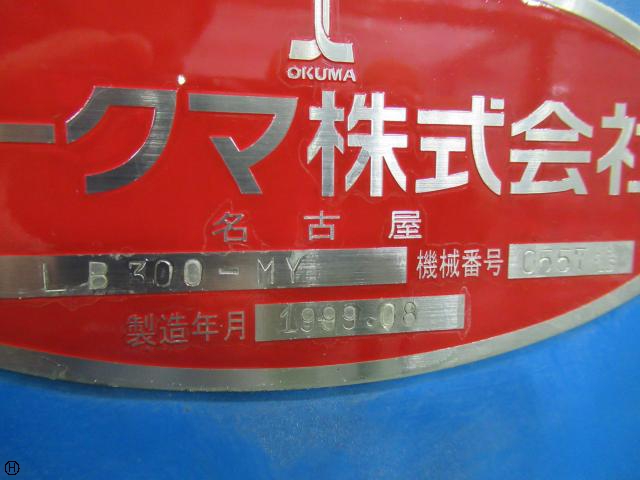 OKUMA
ークマ株式会社
名古屋
LB300-MY 機械番号
製造年月 1999.08
H